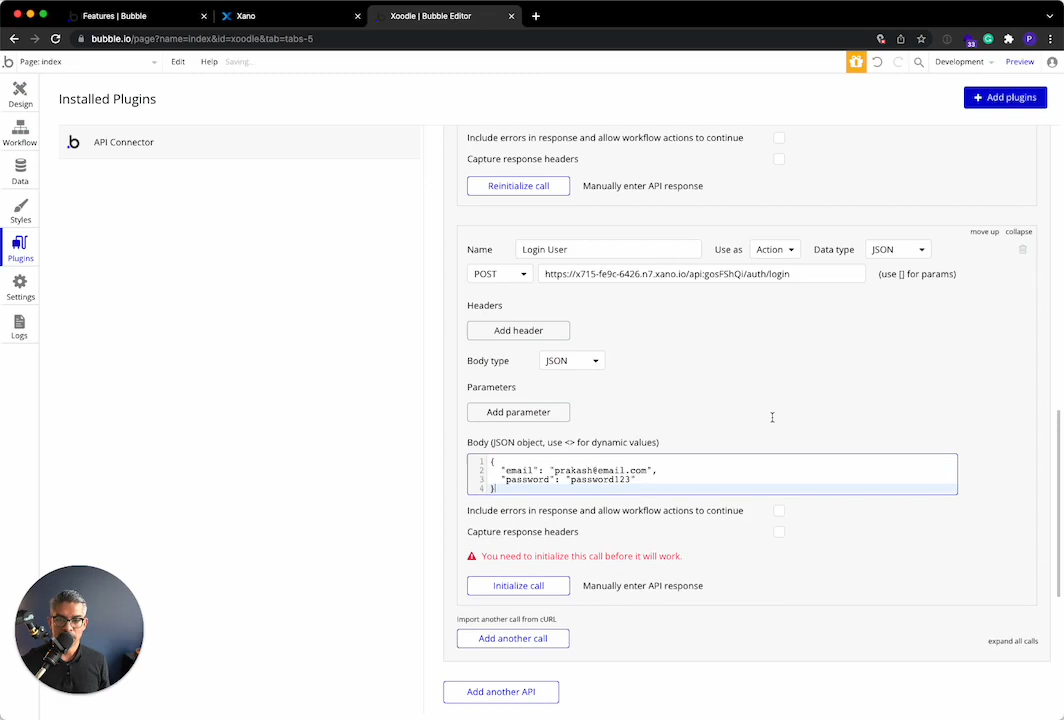 Features | Bubble
Xano
Xoodle | Bubble Editor
bubble.io/page?name=index&id=xoodle&tab=tabs-5
33
P
Page: index
Edit
Help
Saving...
Development
Preview
Design
Workflow
Data
Styles
Plugins
Settings
Logs
Installed Plugins
+ Add plugins
API Connector
Include errors in response and allow workflow actions to continue
Capture response headers
Reinitialize call
Manually enter API response
move up collapse
Name
Login User
Use as
Action
Data type
JSON
POST
https://x715-fe9c-6426.n7.xano.io/api:gosFShQi/auth/login
(use [] for params)
Headers
Add header
Body type
JSON
Parameters
Add parameter
Body (JSON object, use <> for dynamic values)
1 {
2 "email": "prakash@email.com",
3 "password": "password123"
4 }
Include errors in response and allow workflow actions to continue
Capture response headers
You need to initialize this call before it will work.
Initialize call
Manually enter API response
Import another call from cURL
Add another call
expand all calls
Add another API